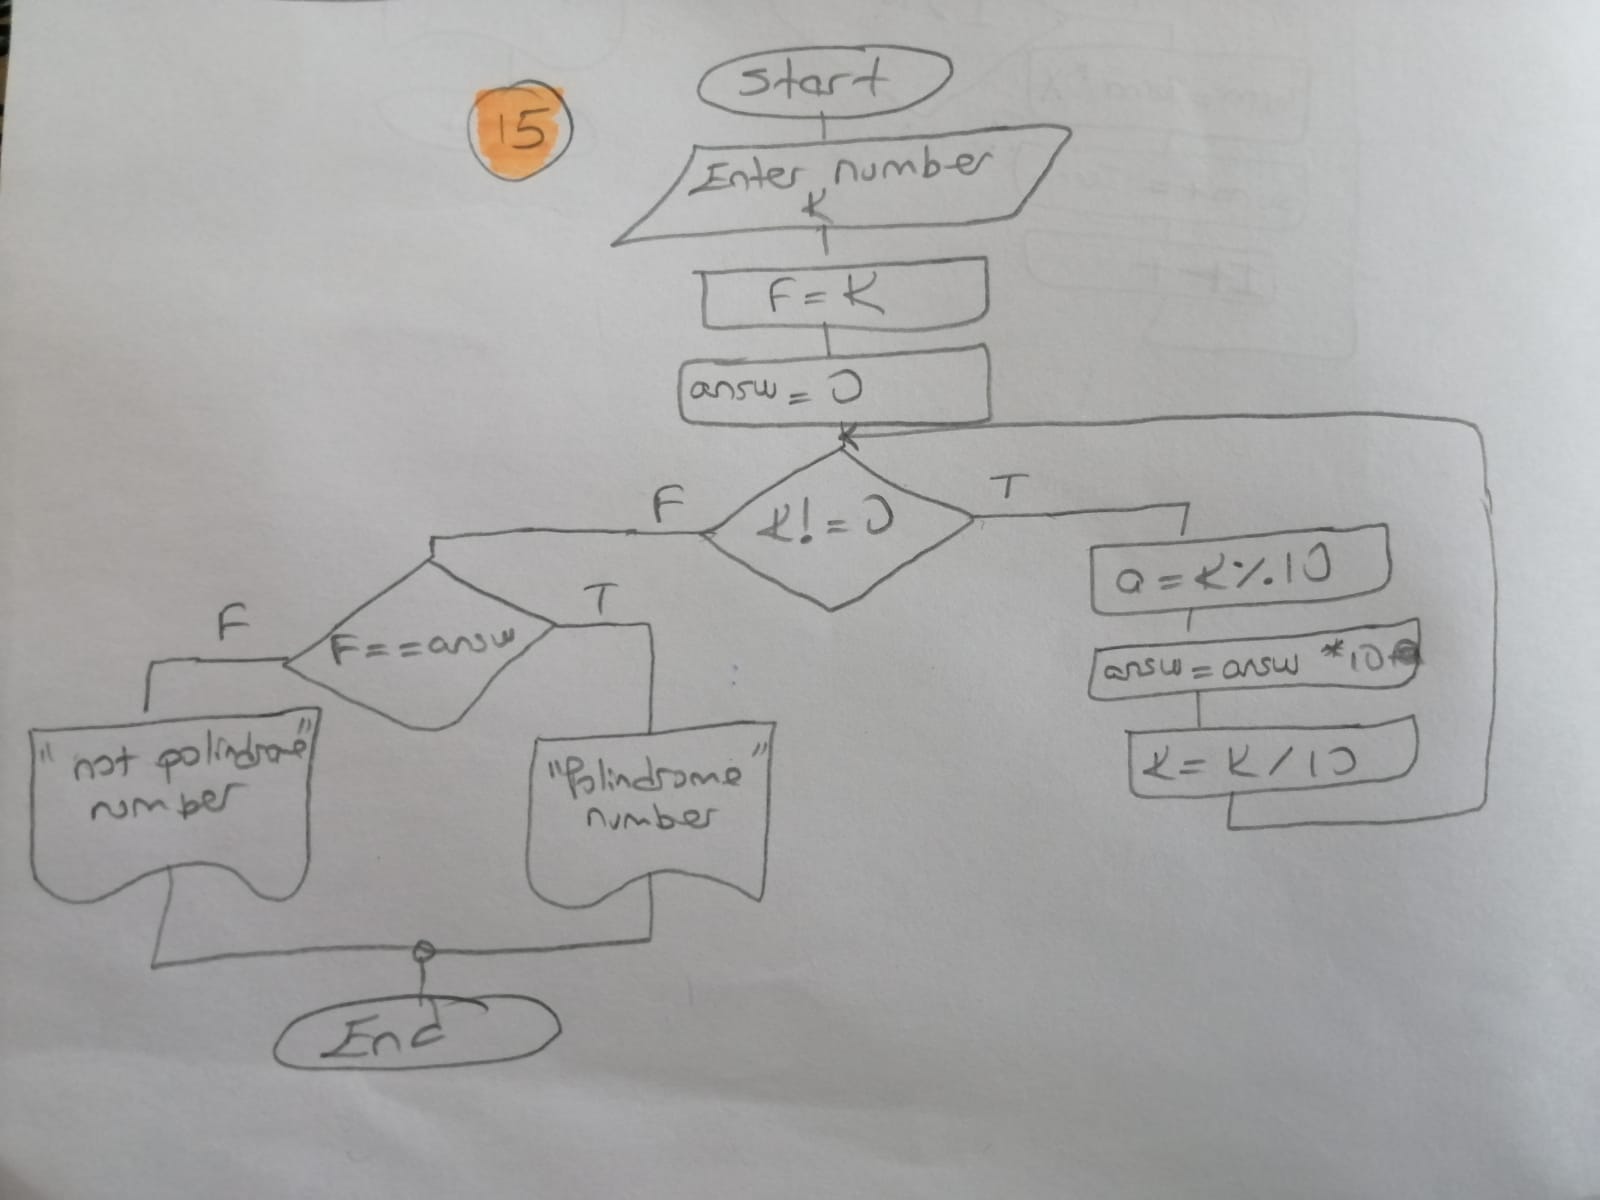 15
Start
Enter number
K
F = K
answ = 0
K! = 0
F
T
a = K%10
answ = answ *10+
K = K/10
F == answ
F
T
" not polindrome"
number
"Polindrome"
number
End